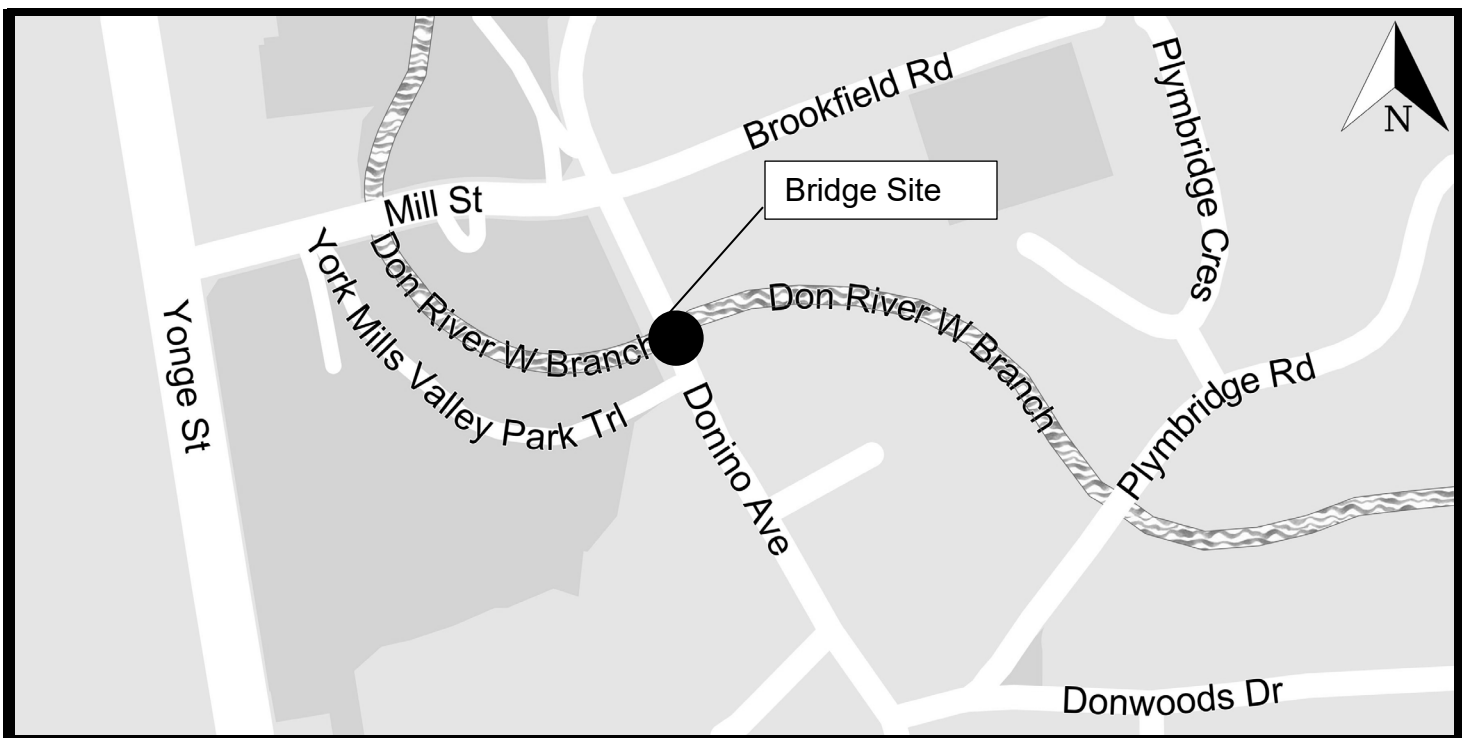 Brookfield Rd
Plymbridge Cres
N
Bridge Site
Mill St
Don River W Branch
York Mills Valley Park Trl
Don River W Branch
Yonge St
Donino Ave
Plymbridge Rd
Donwoods Dr